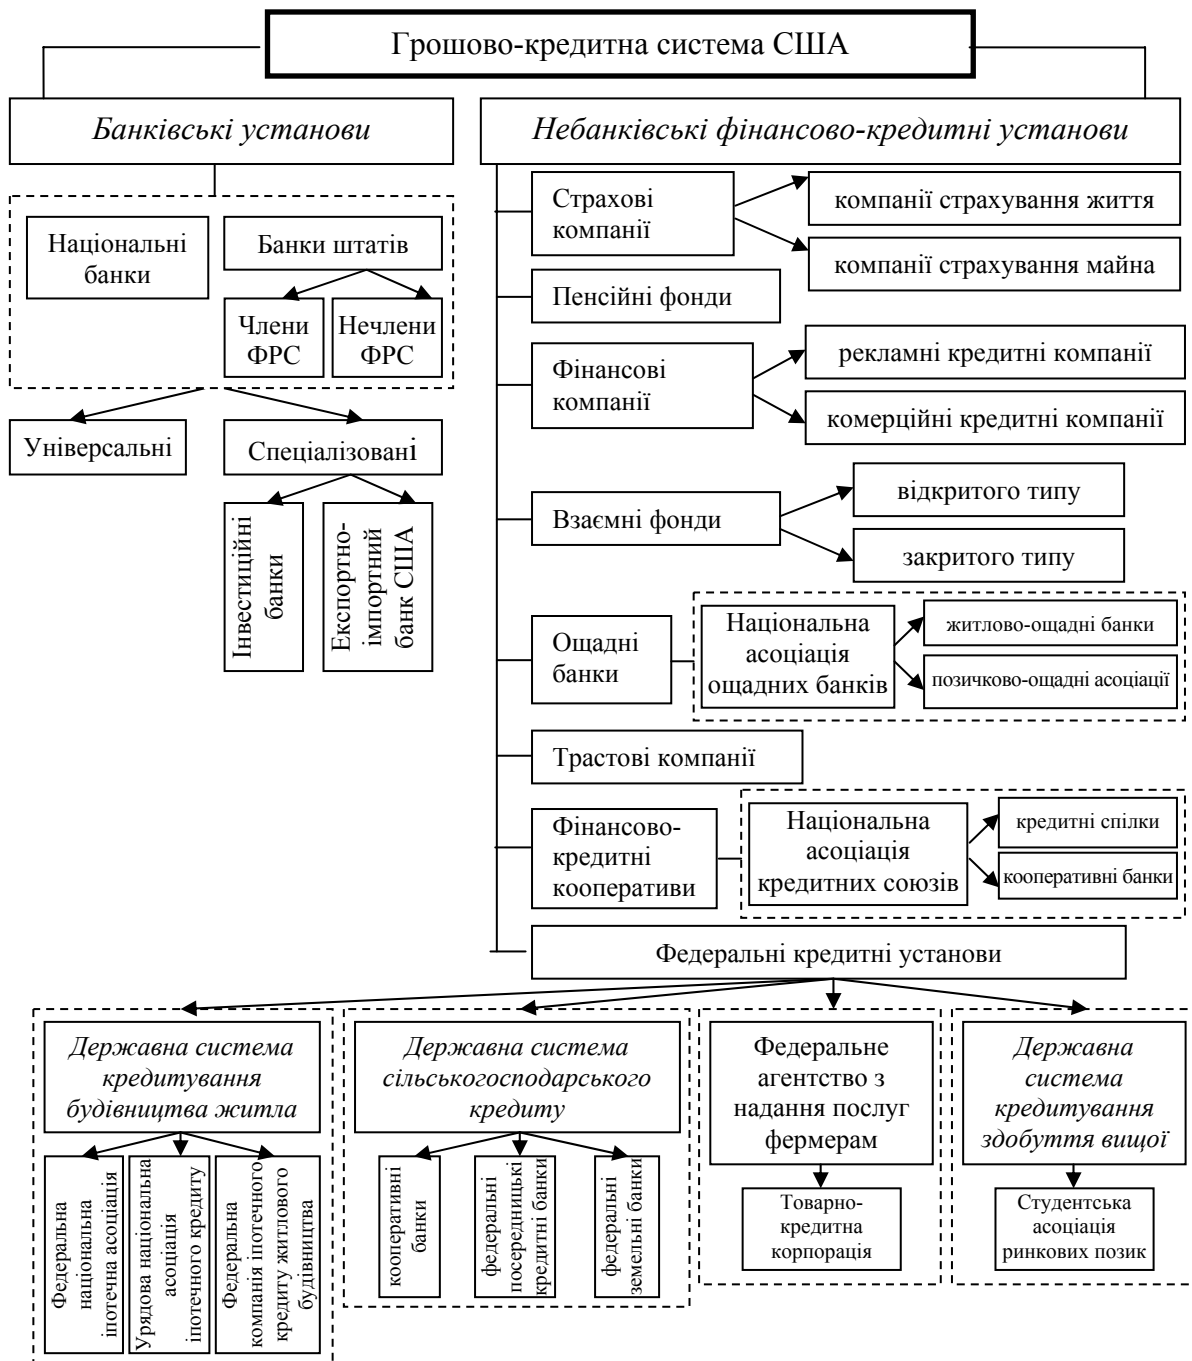 Грошово-кредитна система США
Банківські установи
Небанківські фінансово-кредитні установи
Національні
банки
Банки штатів
Члени
ФРС
Нечлени
ФРС
Універсальні
Спеціалізовані
Інвестиційні
банки
Експортно-
імпортний
банк США
Страхові
компанії
компанії страхування життя
компанії страхування майна
Пенсійні фонди
Фінансові
компанії
рекламні кредитні компанії
комерційні кредитні компанії
Взаємні фонди
відкритого типу
закритого типу
Ощадні
банки
Національна
асоціація
ощадних банків
житлово-ощадні банки
позичково-ощадні асоціації
Трастові компанії
Фінансово-
кредитні
кооперативи
Національна
асоціація
кредитних союзів
кредитні спілки
кооперативні банки
Федеральні кредитні установи
Державна система
кредитування
будівництва житла
Федеральна
національна
іпотечна асоціація
Урядова національна
асоціація
іпотечного кредиту
Федеральна
компанія іпотечного
кредиту житлового
будівництва
Державна система
сільськогосподарського
кредиту
кооперативні
банки
федеральні
посередницькі
кредитні банки
федеральні
земельні банки
Федеральне
агентство з
надання послуг
фермерам
Товарно-
кредитна
корпорація
Державна
система
кредитування
здобуття вищої
Студентська
асоціація
ринкових позик